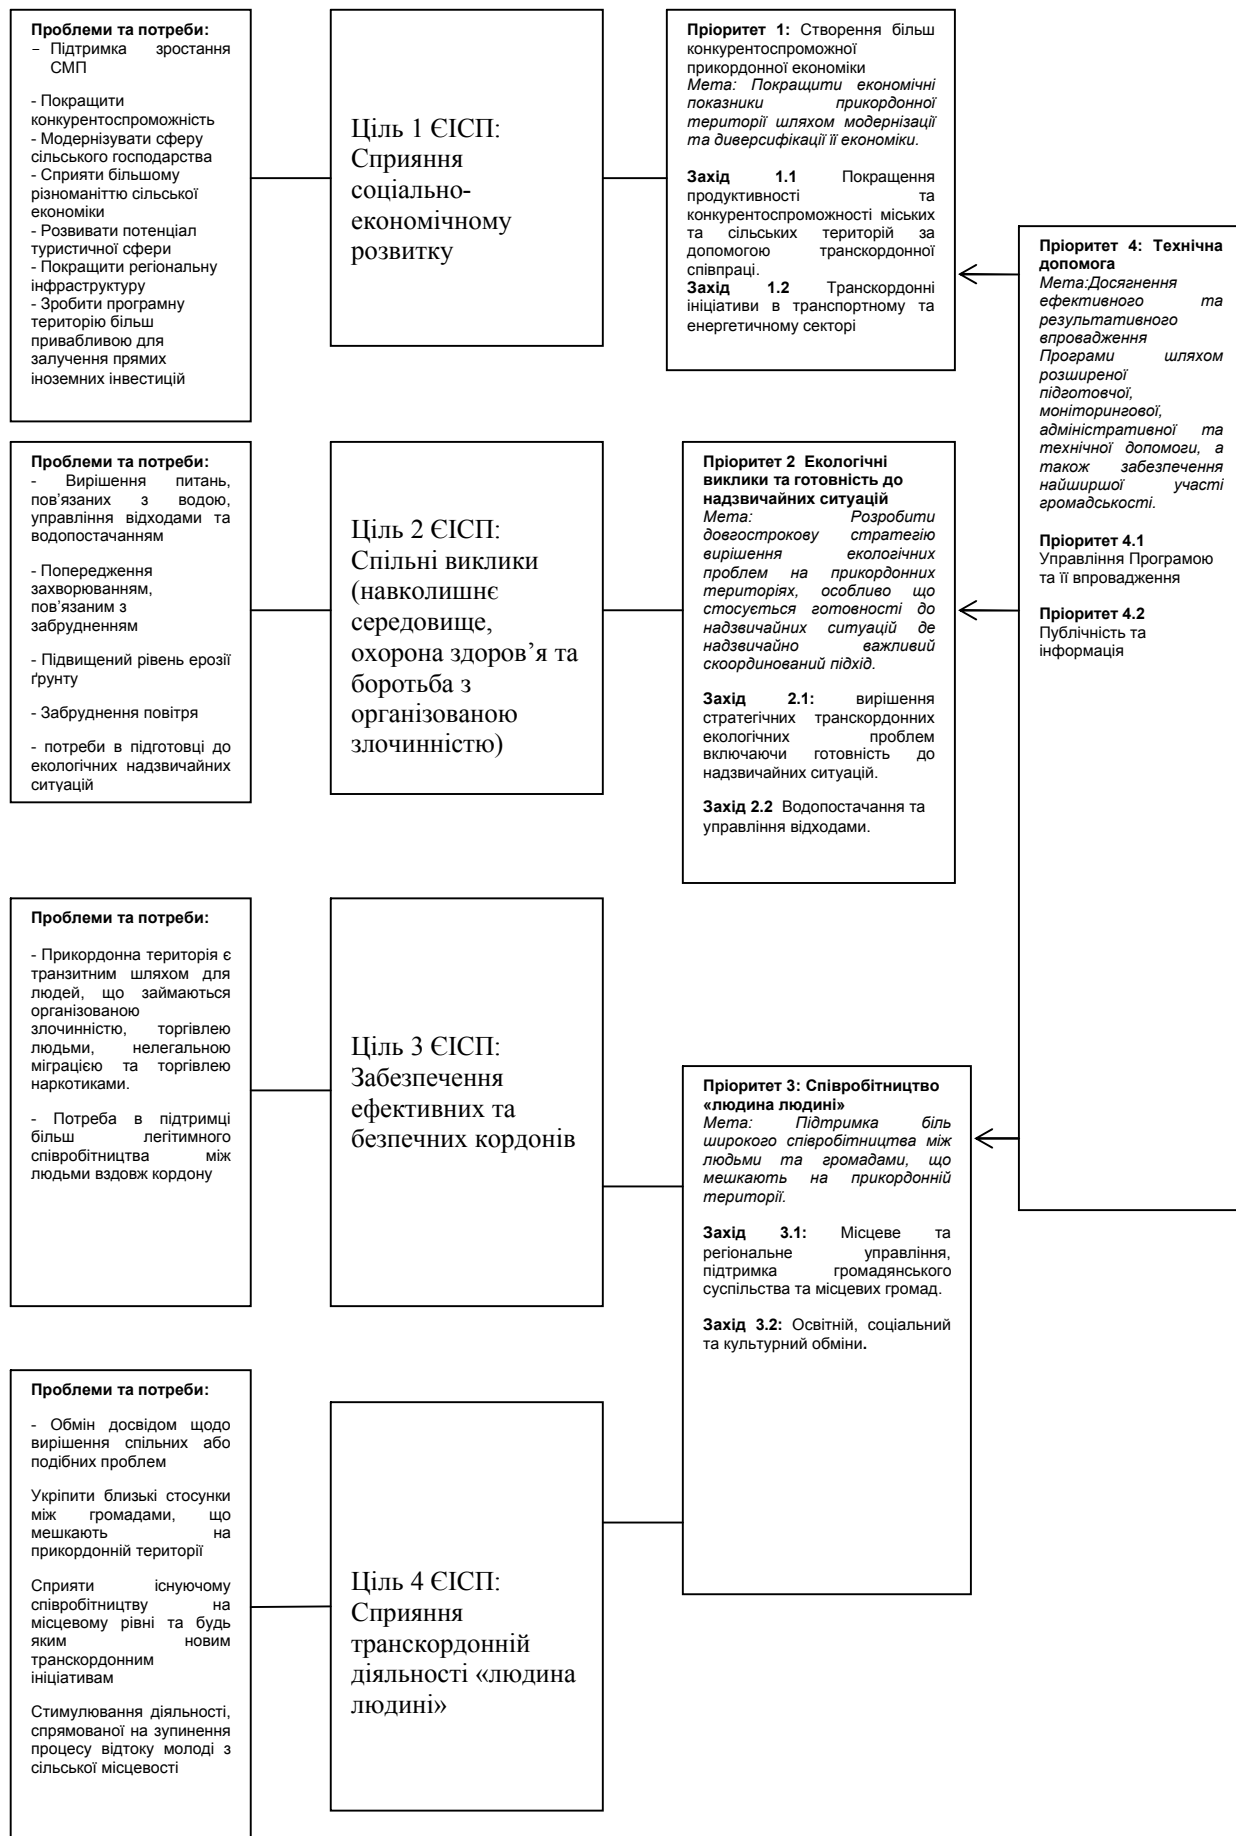 Проблеми та потреби:
– Підтримка зростання
СМП
- Покращити
конкурентоспроможність
- Модернізувати сферу
сільського господарства
- Сприяти більшому
різноманіттю сільської
економіки
- Розвивати потенціал
туристичної сфери
- Покращити регіональну
інфраструктуру
- Зробити програмну
територію більш
привабливою для
залучення прямих
іноземних інвестицій
Ціль 1 ЄІСП:
Сприяння
соціально-
економічному
розвитку
Пріоритет 1: Створення більш
конкурентоспроможної
прикордонної економіки
Мета: Покращити економічні
показники прикордонної
території шляхом модернізації
та диверсифікації її економіки.
Захід 1.1 Покращення
продуктивності та
конкурентоспроможності міських
та сільських територій за
допомогою транскордонної
співпраці.
Захід 1.2 Транскордонні
ініціативи в транспортному та
енергетичному секторі
Пріоритет 4: Технічна
допомога
Мета:Досягнення
ефективного та
результативного
впровадження
Програми шляхом
розширеної
підготовчої,
моніторингової,
адміністративної та
технічної допомоги, а
також забезпечення
найширшої участі
громадськості.
Пріоритет 4.1
Управління Програмою
та її впровадження
Пріоритет 4.2
Публічність та
інформація
Проблеми та потреби:
- Вирішення питань,
пов’язаних з водою,
управління відходами та
водопостачанням
- Попередження
захворюванням,
пов’язаним з
забрудненням
- Підвищений рівень ерозії
ґрунту
- Забруднення повітря
- потреби в підготовці до
екологічних надзвичайних
ситуацій
Ціль 2 ЄІСП:
Спільні виклики
(навколишнє
середовище,
охорона здоров’я та
боротьба з
організованою
злочинністю)
Пріоритет 2 Екологічні
виклики та готовність до
надзвичайних ситуацій
Мета: Розробити
довгострокову стратегію
вирішення екологічних
проблем на прикордонних
територіях, особливо що
стосується готовності до
надзвичайних ситуацій де
надзвичайно важливий
скоординований підхід.
Захід 2.1: вирішення
стратегічних транскордонних
екологічних проблем
включаючи готовність до
надзвичайних ситуацій.
Захід 2.2 Водопостачання та
управління відходами.
Проблеми та потреби:
- Прикордонна територія є
транзитним шляхом для
людей, що займаються
організованою
злочинністю, торгівлею
людьми, нелегальною
міграцією та торгівлею
наркотиками.
- Потреба в підтримці
більш легітимного
співробітництва між
людьми вздовж кордону
Ціль 3 ЄІСП:
Забезпечення
ефективних та
безпечних кордонів
Пріоритет 3: Співробітництво
«людина людині»
Мета: Підтримка біль
широкого співробітництва між
людьми та громадами, що
мешкають на прикордонній
території.
Захід 3.1: Місцеве та
регіональне управління,
підтримка громадянського
суспільства та місцевих громад.
Захід 3.2: Освітній, соціальний
та культурний обміни.
Проблеми та потреби:
- Обмін досвідом щодо
вирішення спільних або
подібних проблем
Укріпити близькі стосунки
між громадами, що
мешкають на
прикордонній території
Сприяти існуючому
співробітництву на
місцевому рівні та будь
яким новим
транскордонним
ініціативам
Стимулювання діяльності,
спрямованої на зупинення
процесу відтоку молоді з
сільської місцевості
Ціль 4 ЄІСП:
Сприяння
транскордонній
діяльності «людина
людині»